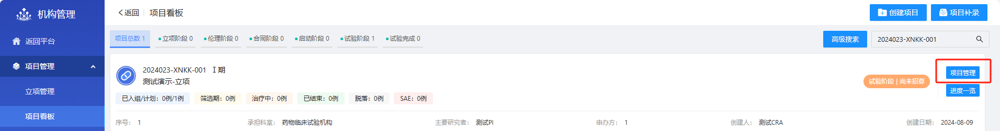 机构管理
返回 项目看板
创建项目 项目补录
返回平台
项目总数 1 立项阶段 0 伦理阶段 0 合同阶段 0 启动阶段 0 试验阶段 1 试验完成 0
高级搜索 2024023-XNKK-001
项目管理
2024023-XNKK-001 Ⅰ期
测试演示-立项
试验阶段 | 尚未招募
项目管理
进度一览
立项管理
已入组/计划：0例/1例 筛选期：0例 治疗中：0例 已结束：0例 脱落：0例 SAE：0例
项目看板
序号： 1 承担科室： 药物临床试验机构 主要研究者： 测试PI 申办方： 1 创建人： 测试CRA 创建日期： 2024-08-09